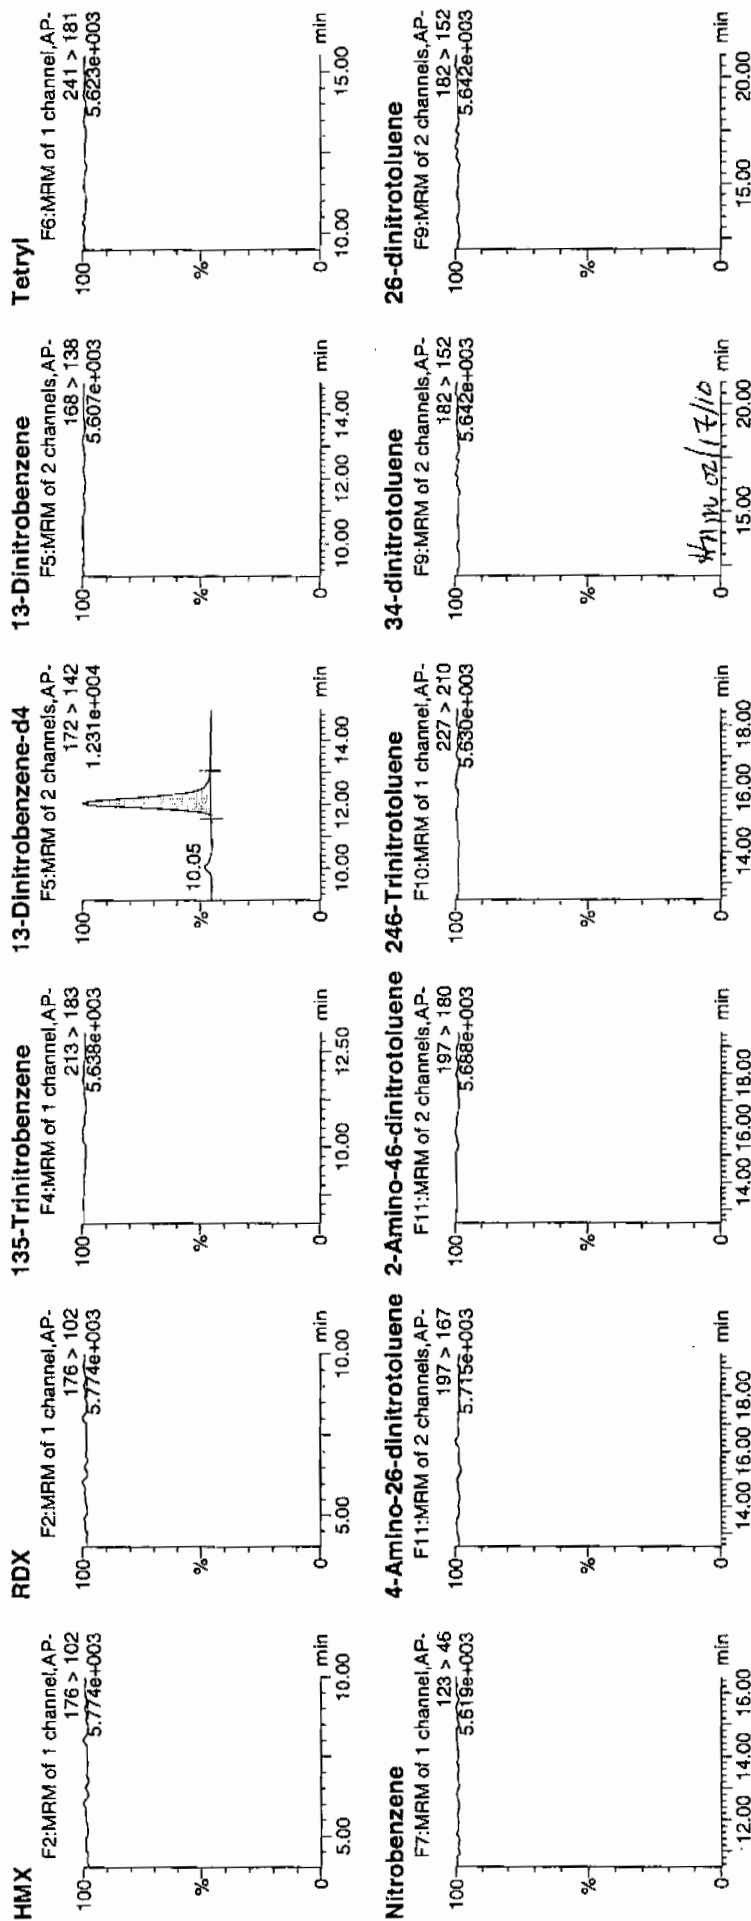 HMX
F2:MRM of 1 channel,AP-
176 > 102
5.774e+003
100
%
0
5.00
10.00
min
RDX
F2:MRM of 1 channel,AP-
176 > 102
5.774e+003
100
%
0
5.00
10.00
min
135-Trinitrobenzene
F4:MRM of 1 channel,AP-
213 > 183
5.638e+003
100
%
0
10.00
12.50
min
13-Dinitrobenzene-d4
F5:MRM of 2 channels,AP-
172 > 142
1.231e+004
100
10.05
%
0
10.00
12.00
14.00
min
13-Dinitrobenzene
F5:MRM of 2 channels,AP-
168 > 138
5.607e+003
100
%
0
10.00
12.00
14.00
min
Tetryl
F6:MRM of 1 channel,AP-
241 > 181
5.623e+003
100
%
0
10.00
15.00
min
Nitrobenzene
F7:MRM of 1 channel,AP-
123 > 46
5.619e+003
100
%
0
12.00
14.00
16.00
min
4-Amino-26-dinitrotoluene
F11:MRM of 2 channels,AP-
197 > 167
5.715e+003
100
%
0
14.00
16.00
18.00
min
2-Amino-46-dinitrotoluene
F11:MRM of 2 channels,AP-
197 > 180
5.688e+003
100
%
0
14.00
16.00
18.00
min
246-Trinitrotoluene
F10:MRM of 1 channel,AP-
227 > 210
5.630e+003
100
%
0
14.00
16.00
18.00
min
34-dinitrotoluene
F9:MRM of 2 channels,AP-
182 > 152
5.642e+003
100
%
02/17/10
0
15.00
20.00
min
26-dinitrotoluene
F9:MRM of 2 channels,AP-
182 > 152
5.642e+003
100
%
0
15.00
20.00
min